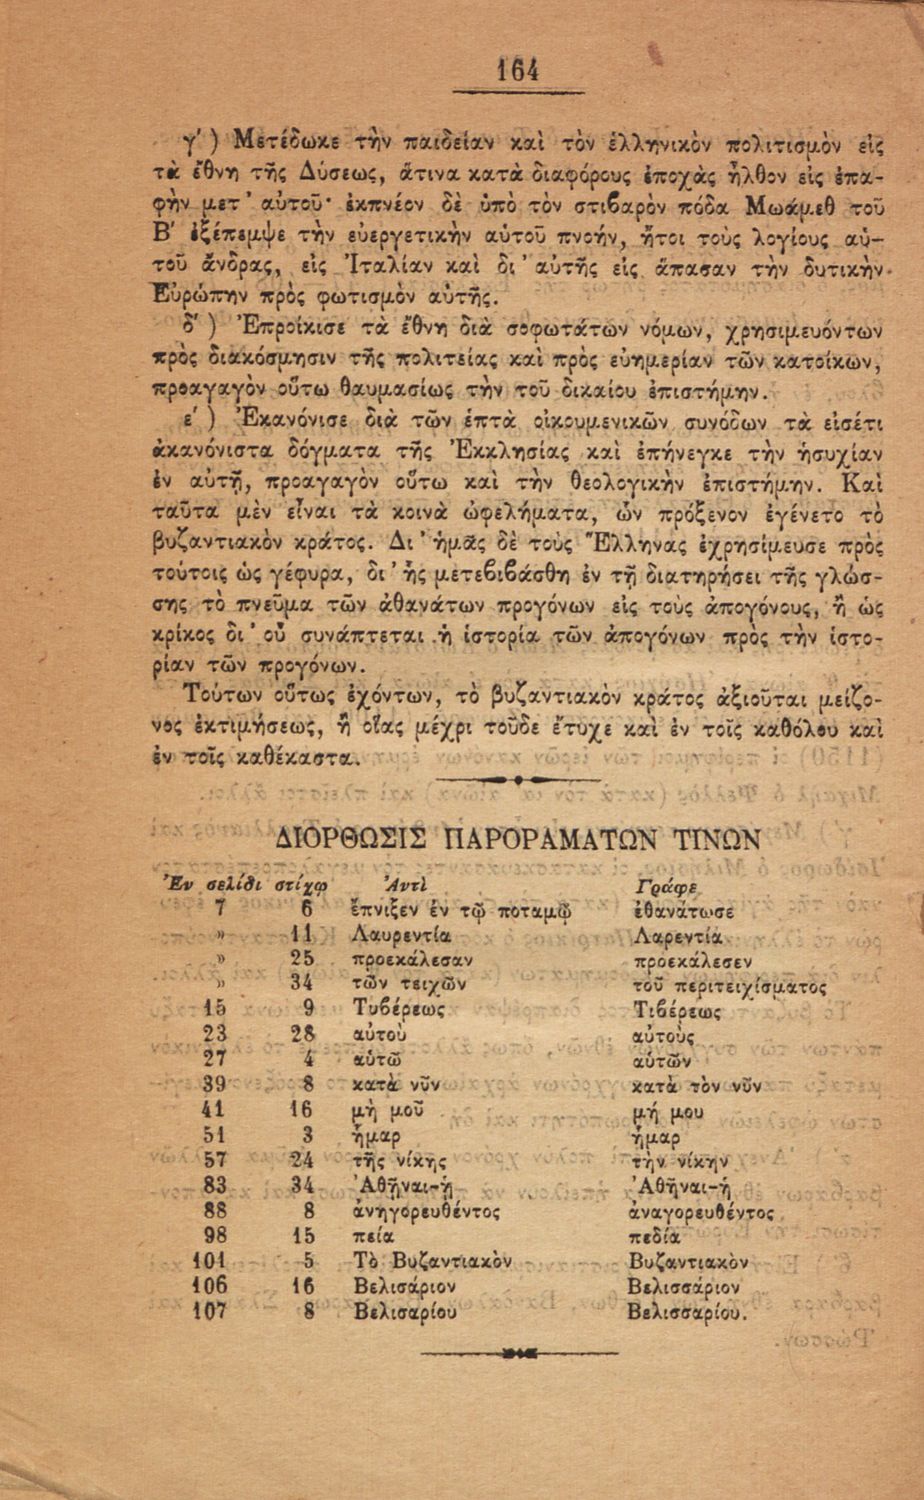 164
γ′) Μετέδωκε τὴν παιδείαν καὶ τὸν ἑλληνικὸν πολιτισμὸν εἰς
τὰ ἔθνη τῆς Δύσεως, ἅτινα κατὰ διαφόρους ἐποχὰς ἦλθον εἰς ἐπα-
φὴν μετ' αὐτοῦ· ἐκπνέον δὲ ὑπὸ τὸν στιβαρὸν πόδα Μωάμεθ τοῦ
Β′ ἐξέπεμψε τὴν εὐεργετικὴν αὑτοῦ πνοήν, ἤτοι τοὺς λογίους αὑ-
τοῦ ἄνδρας, εἰς Ἰταλίαν καὶ δι' αὐτῆς εἰς ἅπασαν τὴν δυτικὴν
Εὐρώπην πρὸς φωτισμὸν αὐτῆς.
δ′) Ἐπροίκισε τὰ ἔθνη διὰ σοφωτάτων νόμων, χρησιμευόντων
πρὸς διακόσμησιν τῆς πολιτείας καὶ πρὸς εὐημερίαν τῶν κατοίκων,
προαγαγὸν οὕτω θαυμασίως τὴν τοῦ δικαίου ἐπιστήμην.
ε′) Ἐκανόνισε διὰ τῶν ἑπτὰ οἰκουμενικῶν συνόδων τὰ εἰσέτι
ἀκανόνιστα δόγματα τῆς Ἐκκλησίας καὶ ἐπήνεγκε τὴν ἡσυχίαν
ἐν αὐτῇ, προαγαγὸν οὕτω καὶ τὴν θεολογικὴν ἐπιστήμην. Καὶ
ταῦτα μὲν εἶναι τὰ κοινὰ ὠφελήματα, ὧν πρόξενον ἐγένετο τὸ
βυζαντιακὸν κράτος. Δι' ἡμᾶς δὲ τοὺς Ἕλληνας ἐχρησίμευσε πρὸς
τούτοις ὡς γέφυρα, δι' ἧς μετεβιβάσθη ἐν τῇ διατηρήσει τῆς γλώσ-
σης τὸ πνεῦμα τῶν ἀθανάτων προγόνων εἰς τοὺς ἀπογόνους, ἢ ὡς
κρίκος δι' οὗ συνάπτεται ἡ ἱστορία τῶν ἀπογόνων πρὸς τὴν ἱστο-
ρίαν τῶν προγόνων.
Τούτων οὕτως ἐχόντων, τὸ βυζαντιακὸν κράτος ἀξιοῦται μείζο-
νος ἐκτιμήσεως, ἢ οἵας μέχρι τοῦδε ἔτυχε καὶ ἐν τοῖς καθόλου καὶ
ἐν τοῖς καθέκαστα.
ΔΙΟΡΘΩΣΙΣ ΠΑΡΟΡΑΜΑΤΩΝ ΤΙΝΩΝ
Ἐν σελίδι στίχῳ Ἀντὶ Γράφε
7 6 ἔπνιξεν ἐν τῷ ποταμῷ ἐθανάτωσε
» 11 Λαυρεντία Λαρεντία
» 25 προεκάλεσαν προεκάλεσεν
» 34 τῶν τειχῶν τοῦ περιτειχίσματος
15 9 Τυβέρεως Τιβέρεως
23 28 αὐτοὺ αὐτοὺς
27 4 αὐτῶ αὐτῶν
39 8 κατὰ νῦν κατὰ τὸν νῦν
41 16 μὴ μοῦ μή μου
51 3 ἦμαρ ἧμαρ
57 24 τῆς νίκης τὴν νίκην
83 34 Ἀθῆναι-ῇ Ἀθῆναι-ή
88 8 ἀνηγορευθέντος ἀναγορευθέντος
98 15 πεία πεδία
101 5 Τὸ Βυζαντιακὸν Βυζαντιακὸν
106 16 Βελισάριον Βελισσάριον
107 8 Βελισαρίου Βελισσαρίου.